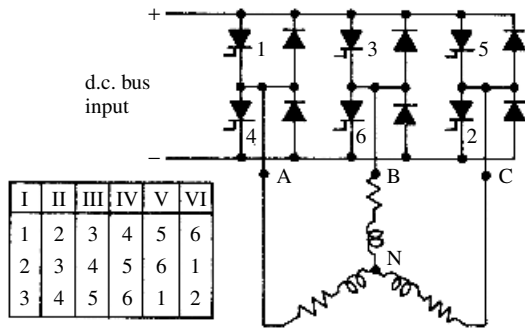 +
1 3 5
d.c. bus
input
4 6 2
−
A B C
N
I II III IV V VI
1 2 3 4 5 6
2 3 4 5 6 1
3 4 5 6 1 2